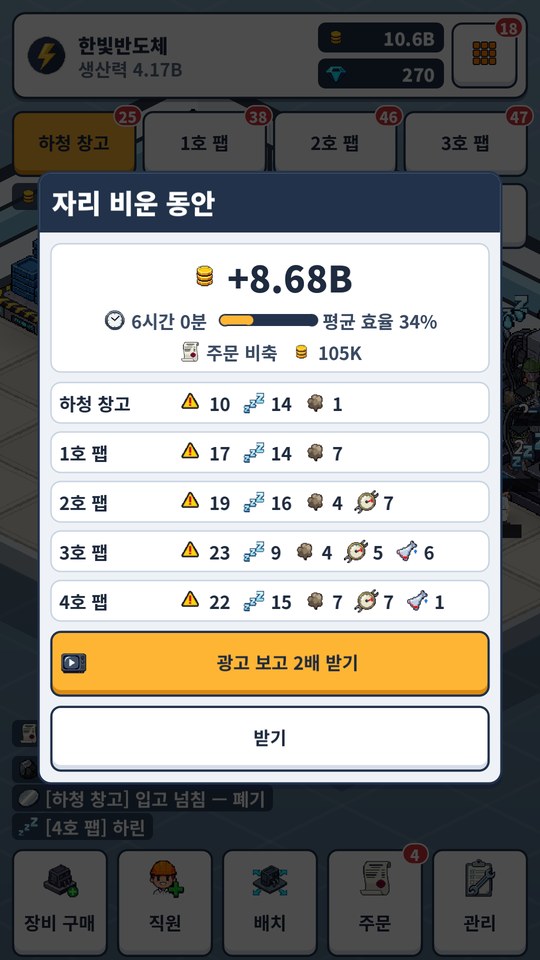 한빛반도체
생산력 4.17B
10.6B
270
18
하청 창고
25
1호 팹
38
2호 팹
46
3호 팹
47
자리 비운 동안
+8.68B
6시간 0분 평균 효율 34%
주문 비축 105K
하청 창고 10 14 1
1호 팹 17 14 7
2호 팹 19 16 4 7
3호 팹 23 9 4 5 6
4호 팹 22 15 7 7 1
광고 보고 2배 받기
받기
[하청 창고] 입고 넘침 — 폐기
[4호 팹] 하린
장비 구매
직원
배치
주문
4
관리